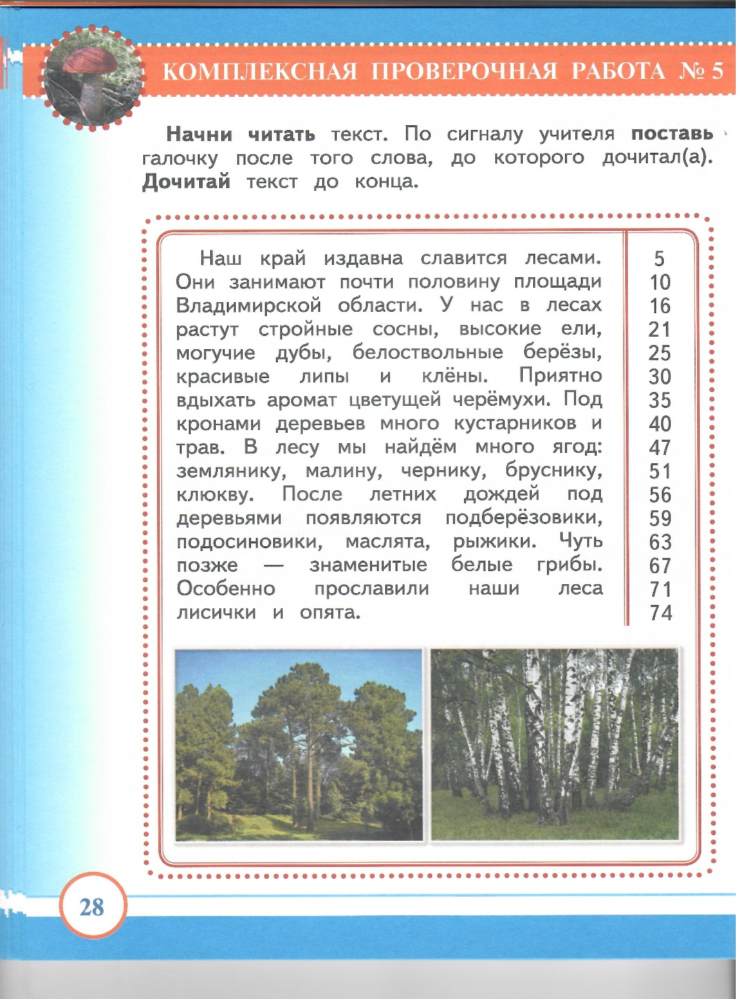 КОМПЛЕКСНАЯ ПРОВЕРОЧНАЯ РАБОТА № 5
Начни читать текст. По сигналу учителя поставь
галочку после того слова, до которого дочитал(а).
Дочитай текст до конца.
Наш край издавна славится лесами. 5
Они занимают почти половину площади 10
Владимирской области. У нас в лесах 16
растут стройные сосны, высокие ели, 21
могучие дубы, белоствольные берёзы, 25
красивые липы и клёны. Приятно 30
вдыхать аромат цветущей черёмухи. Под 35
кронами деревьев много кустарников и 40
трав. В лесу мы найдём много ягод: 47
землянику, малину, чернику, бруснику, 51
клюкву. После летних дождей под 56
деревьями появляются подберёзовики, 59
подосиновики, маслята, рыжики. Чуть 63
позже — знаменитые белые грибы. 67
Особенно прославили наши леса 71
лисички и опята. 74
28